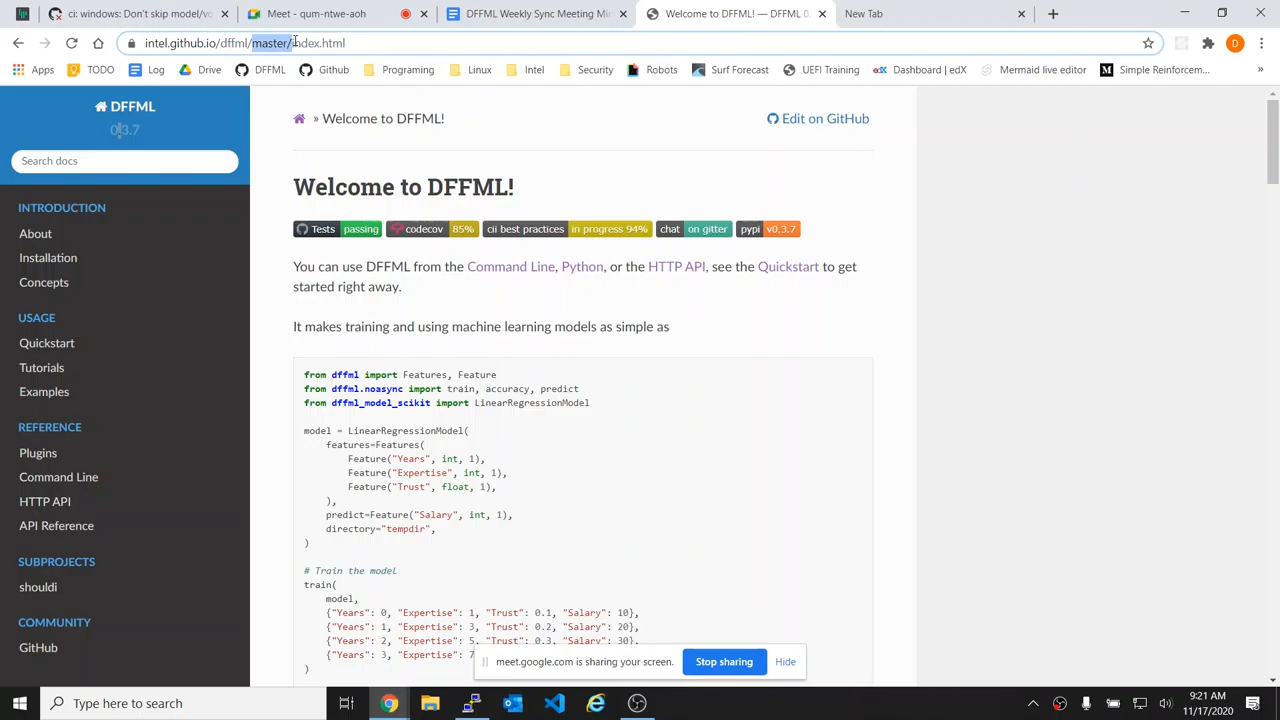 ci: windows: Don't skip model/vo
Meet - qum-ntwe-aoh
DFFML Weekly Sync Meeting Min
Welcome to DFFML! — DFFML 0.
New Tab
intel.github.io/dffml/master/index.html
D
Apps
TODO
Log
Drive
DFFML
Github
Programing
Linux
Intel
Security
Robots
Surf Forecast
UEFI Training
edX Dashboard | edX
Mermaid live editor
Simple Reinforcem...
»
DFFML
0.3.7
Search docs
INTRODUCTION
About
Installation
Concepts
USAGE
Quickstart
Tutorials
Examples
REFERENCE
Plugins
Command Line
HTTP API
API Reference
SUBPROJECTS
shouldi
COMMUNITY
GitHub
» Welcome to DFFML!
Edit on GitHub
Welcome to DFFML!
Tests passing codecov 85% cii best practices in progress 94% chat on gitter pypi v0.3.7
You can use DFFML from the Command Line, Python, or the HTTP API, see the Quickstart to get
started right away.
It makes training and using machine learning models as simple as
from dffml import Features, Feature
from dffml.noasync import train, accuracy, predict
from dffml_model_scikit import LinearRegressionModel
model = LinearRegressionModel(
features=Features(
Feature("Years", int, 1),
Feature("Expertise", int, 1),
Feature("Trust", float, 1),
),
predict=Feature("Salary", int, 1),
directory="tempdir",
)
# Train the model
train(
model,
{"Years": 0, "Expertise": 1, "Trust": 0.1, "Salary": 10},
{"Years": 1, "Expertise": 3, "Trust": 0.2, "Salary": 20},
{"Years": 2, "Expertise": 5, "Trust": 0.3, "Salary": 30},
{"Years": 3, "Expertise": 7
)
meet.google.com is sharing your screen.
Stop sharing
Hide
Type here to search
9:21 AM
11/17/2020